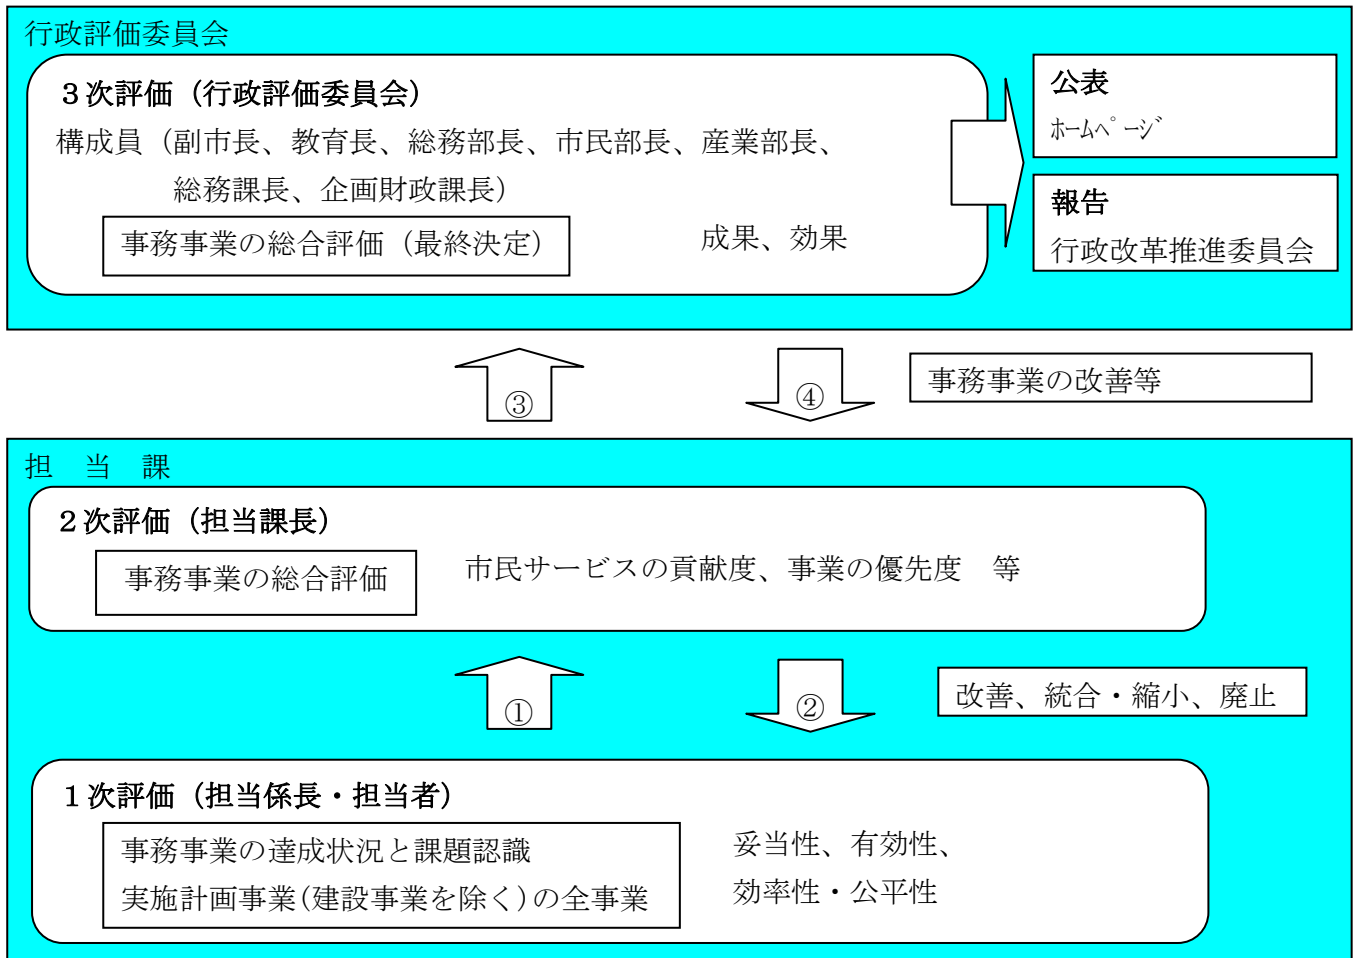 行政評価委員会
3次評価（行政評価委員会）
構成員（副市長、教育長、総務部長、市民部長、産業部長、
総務課長、企画財政課長）
事務事業の総合評価（最終決定）
成果、効果
公表
ﾎｰﾑﾍﾟｰｼﾞ
報告
行政改革推進委員会
③
④
事務事業の改善等
担　当　課
２次評価（担当課長）
事務事業の総合評価
市民サービスの貢献度、事業の優先度　等
①
②
改善、統合・縮小、廃止
１次評価（担当係長・担当者）
事務事業の達成状況と課題認識
実施計画事業(建設事業を除く)の全事業
妥当性、有効性、
効率性・公平性